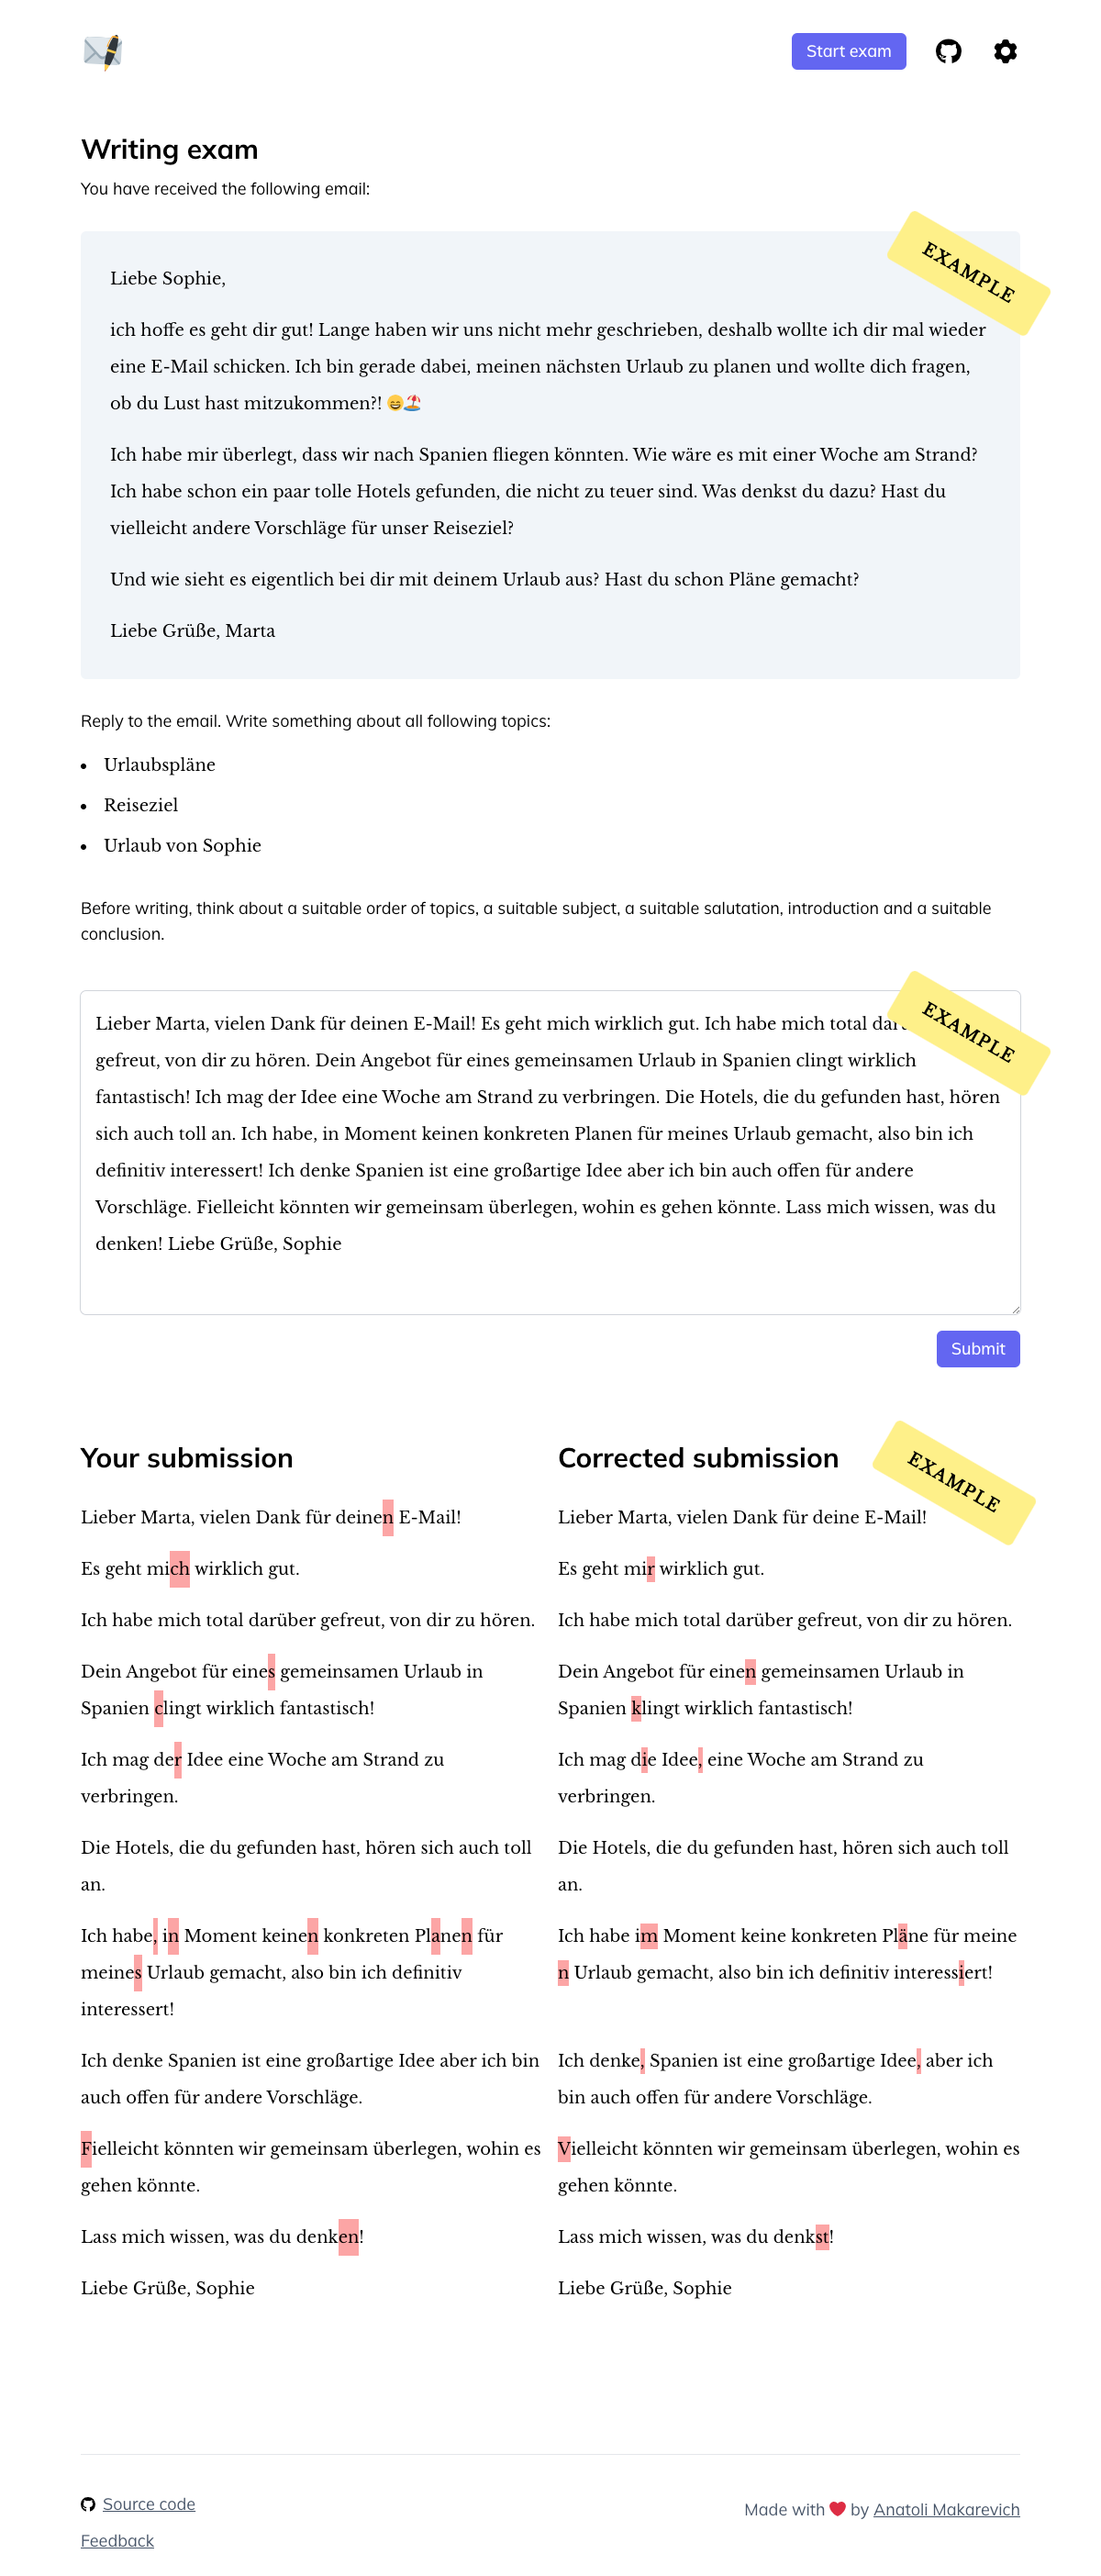 Start exam
Writing exam
You have received the following email:
EXAMPLE
Liebe Sophie,
ich hoffe es geht dir gut! Lange haben wir uns nicht mehr geschrieben, deshalb wollte ich dir mal wieder
eine E-Mail schicken. Ich bin gerade dabei, meinen nächsten Urlaub zu planen und wollte dich fragen,
ob du Lust hast mitzukommen?! 😄🏖️
Ich habe mir überlegt, dass wir nach Spanien fliegen könnten. Wie wäre es mit einer Woche am Strand?
Ich habe schon ein paar tolle Hotels gefunden, die nicht zu teuer sind. Was denkst du dazu? Hast du
vielleicht andere Vorschläge für unser Reiseziel?
Und wie sieht es eigentlich bei dir mit deinem Urlaub aus? Hast du schon Pläne gemacht?
Liebe Grüße, Marta
Reply to the email. Write something about all following topics:
• Urlaubspläne
• Reiseziel
• Urlaub von Sophie
Before writing, think about a suitable order of topics, a suitable subject, a suitable salutation, introduction and a suitable
conclusion.
EXAMPLE
Lieber Marta, vielen Dank für deinen E-Mail! Es geht mich wirklich gut. Ich habe mich total
gefreut, von dir zu hören. Dein Angebot für eines gemeinsamen Urlaub in Spanien clingt wirklich
fantastisch! Ich mag der Idee eine Woche am Strand zu verbringen. Die Hotels, die du gefunden hast, hören
sich auch toll an. Ich habe, in Moment keinen konkreten Planen für meines Urlaub gemacht, also bin ich
definitiv interessert! Ich denke Spanien ist eine großartige Idee aber ich bin auch offen für andere
Vorschläge. Fielleicht könnten wir gemeinsam überlegen, wohin es gehen könnte. Lass mich wissen, was du
denken! Liebe Grüße, Sophie
Submit
Your submission
Lieber Marta, vielen Dank für deinen E-Mail!
Es geht mich wirklich gut.
Ich habe mich total darüber gefreut, von dir zu hören.
Dein Angebot für eines gemeinsamen Urlaub in
Spanien clingt wirklich fantastisch!
Ich mag der Idee eine Woche am Strand zu
verbringen.
Die Hotels, die du gefunden hast, hören sich auch toll
an.
Ich habe, in Moment keinen konkreten Planen für
meines Urlaub gemacht, also bin ich definitiv
interessert!
Ich denke Spanien ist eine großartige Idee aber ich bin
auch offen für andere Vorschläge.
Fielleicht könnten wir gemeinsam überlegen, wohin es
gehen könnte.
Lass mich wissen, was du denken!
Liebe Grüße, Sophie
Corrected submission
EXAMPLE
Lieber Marta, vielen Dank für deine E-Mail!
Es geht mir wirklich gut.
Ich habe mich total darüber gefreut, von dir zu hören.
Dein Angebot für einen gemeinsamen Urlaub in
Spanien klingt wirklich fantastisch!
Ich mag die Idee, eine Woche am Strand zu
verbringen.
Die Hotels, die du gefunden hast, hören sich auch toll
an.
Ich habe im Moment keine konkreten Pläne für meine
n Urlaub gemacht, also bin ich definitiv interessiert!
Ich denke, Spanien ist eine großartige Idee, aber ich
bin auch offen für andere Vorschläge.
Vielleicht könnten wir gemeinsam überlegen, wohin es
gehen könnte.
Lass mich wissen, was du denkst!
Liebe Grüße, Sophie
Source code
Feedback
Made with ❤️ by Anatoli Makarevich